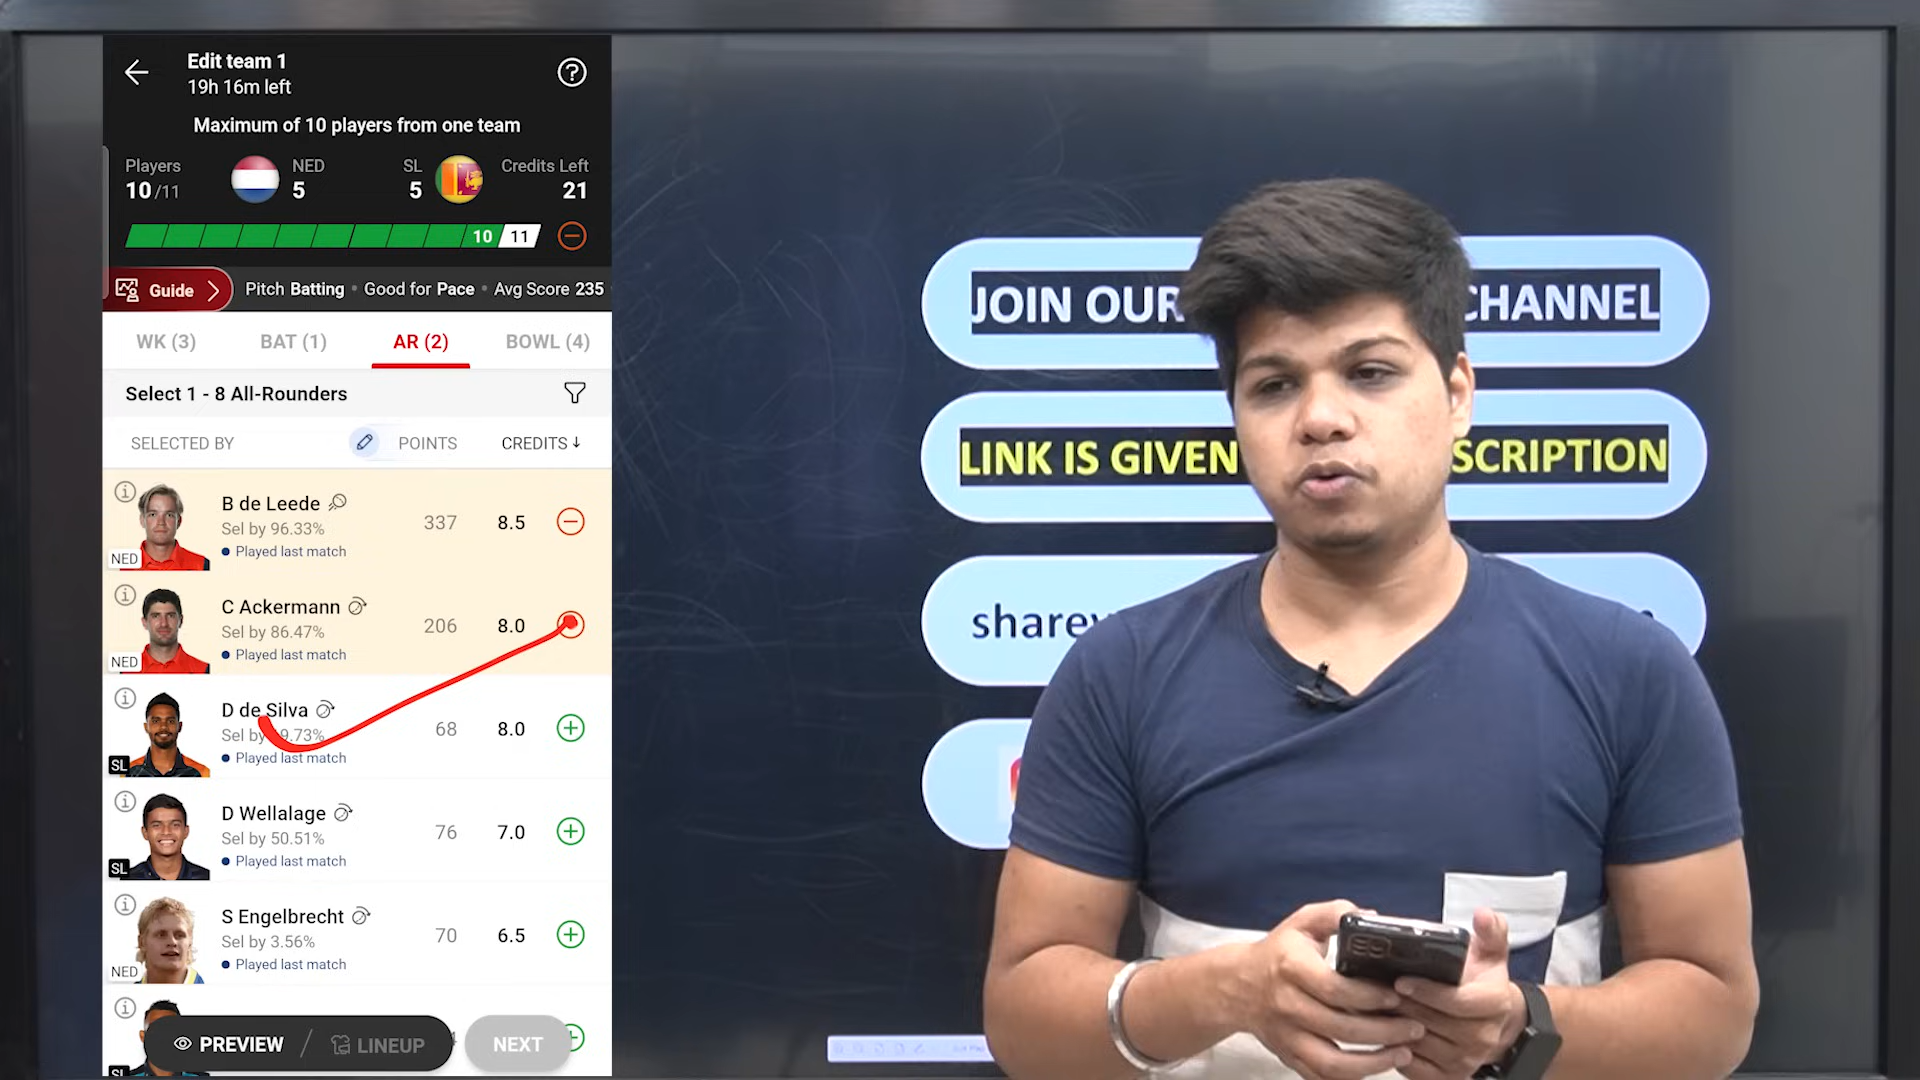 Edit team 1
19h 16m left
Maximum of 10 players from one team
Players
10/11
NED
5
SL
5
Credits Left
21
10 11
Guide
Pitch Batting • Good for Pace • Avg Score 235
WK (3)
BAT (1)
AR (2)
BOWL (4)
Select 1 - 8 All-Rounders
SELECTED BY
POINTS
CREDITS ↓
B de Leede
Sel by 96.33%
Played last match
NED
337
8.5
C Ackermann
Sel by 86.47%
Played last match
NED
206
8.0
D de Silva
Sel by 9.73%
Played last match
SL
68
8.0
D Wellalage
Sel by 50.51%
Played last match
SL
76
7.0
S Engelbrecht
Sel by 3.56%
Played last match
NED
70
6.5
SL
PREVIEW / LINEUP
NEXT
JOIN OUR CHANNEL
LINK IS GIVEN SCRIPTION